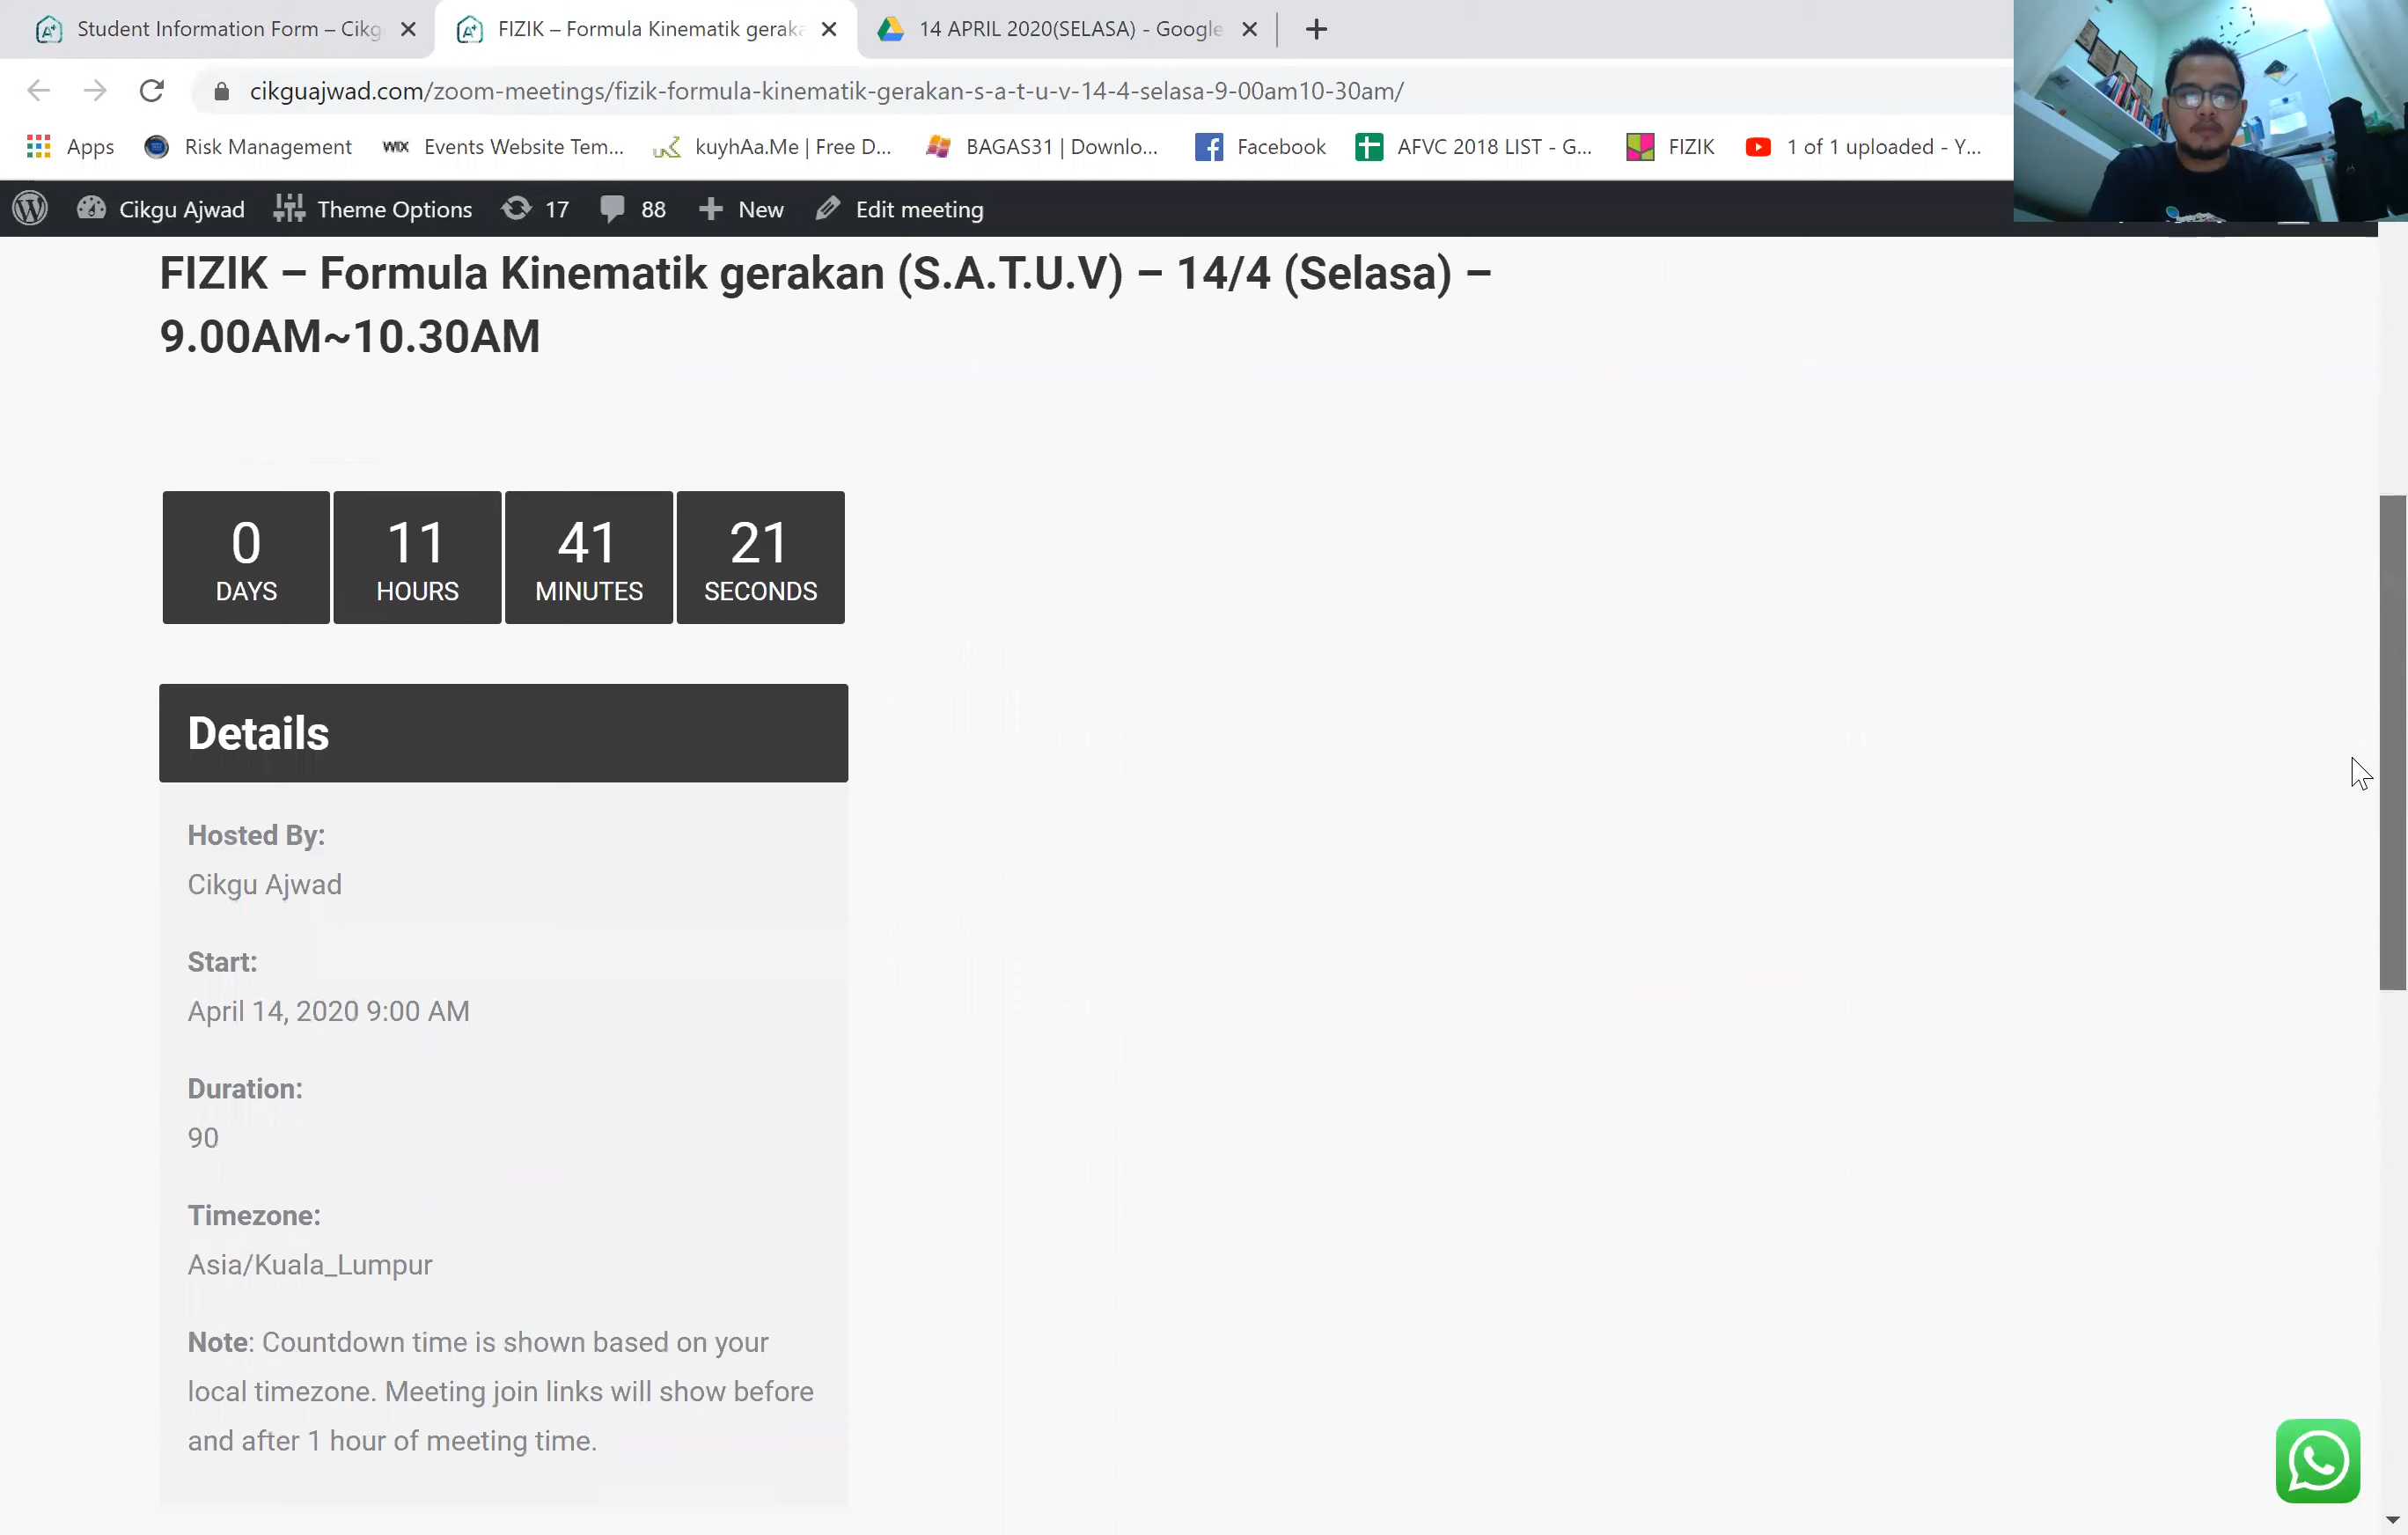 Student Information Form – Cikg
FIZIK – Formula Kinematik geraka
14 APRIL 2020(SELASA) - Google
cikguajwad.com/zoom-meetings/fizik-formula-kinematik-gerakan-s-a-t-u-v-14-4-selasa-9-00am10-30am/
Apps
Risk Management
WIX Events Website Tem...
kuyhAa.Me | Free D...
BAGAS31 | Downlo...
Facebook
AFVC 2018 LIST - G...
FIZIK
1 of 1 uploaded - Y...
Cikgu Ajwad
Theme Options
17
88
New
Edit meeting
FIZIK – Formula Kinematik gerakan (S.A.T.U.V) – 14/4 (Selasa) –
9.00AM~10.30AM
0 11 41 21
DAYS HOURS MINUTES SECONDS
Details
Hosted By:
Cikgu Ajwad
Start:
April 14, 2020 9:00 AM
Duration:
90
Timezone:
Asia/Kuala_Lumpur
Note: Countdown time is shown based on your
local timezone. Meeting join links will show before
and after 1 hour of meeting time.